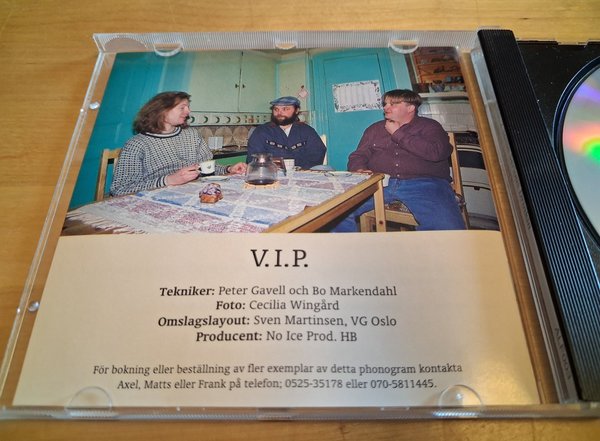 V.I.P.
Tekniker: Peter Gavell och Bo Markendahl
Foto: Cecilia Wingård
Omslagslayout: Sven Martinsen, VG Oslo
Producent: No Ice Prod. HB
För bokning eller beställning av fler exemplar av detta phonogram kontakta
Axel, Matts eller Frank på telefon; 0525-35178 eller 070-5811445.